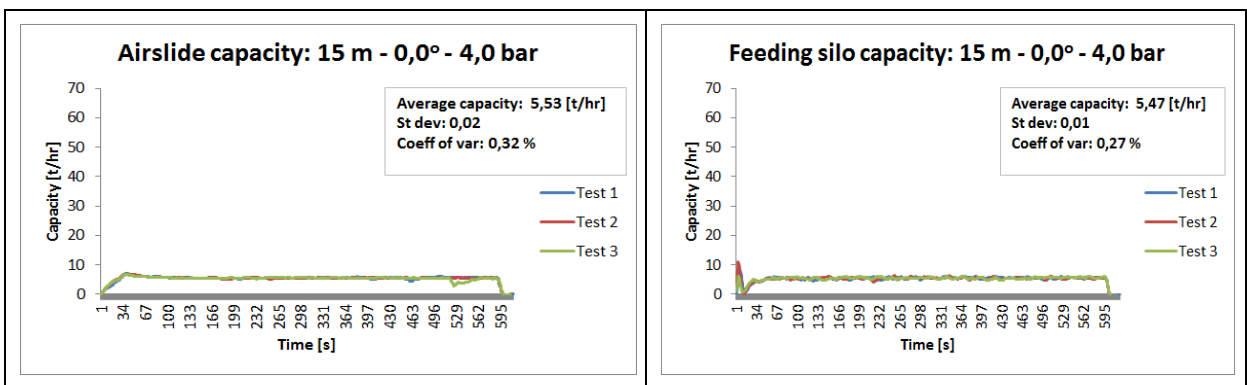 Airslide capacity: 15 m - 0,0° - 4,0 bar
70
60
50
40
30
20
10
0
Capacity [t/hr]
Average capacity: 5,53 [t/hr]
St dev: 0,02
Coeff of var: 0,32 %
Test 1
Test 2
Test 3
1 34 67 100 133 166 199 232 265 298 331 364 397 430 463 496 529 562 595
Time [s]
Feeding silo capacity: 15 m - 0,0° - 4,0 bar
70
60
50
40
30
20
10
0
Capacity [t/hr]
Average capacity: 5,47 [t/hr]
St dev: 0,01
Coeff of var: 0,27 %
Test 1
Test 2
Test 3
1 34 67 100 133 166 199 232 265 298 331 364 397 430 463 496 529 562 595
Time [s]